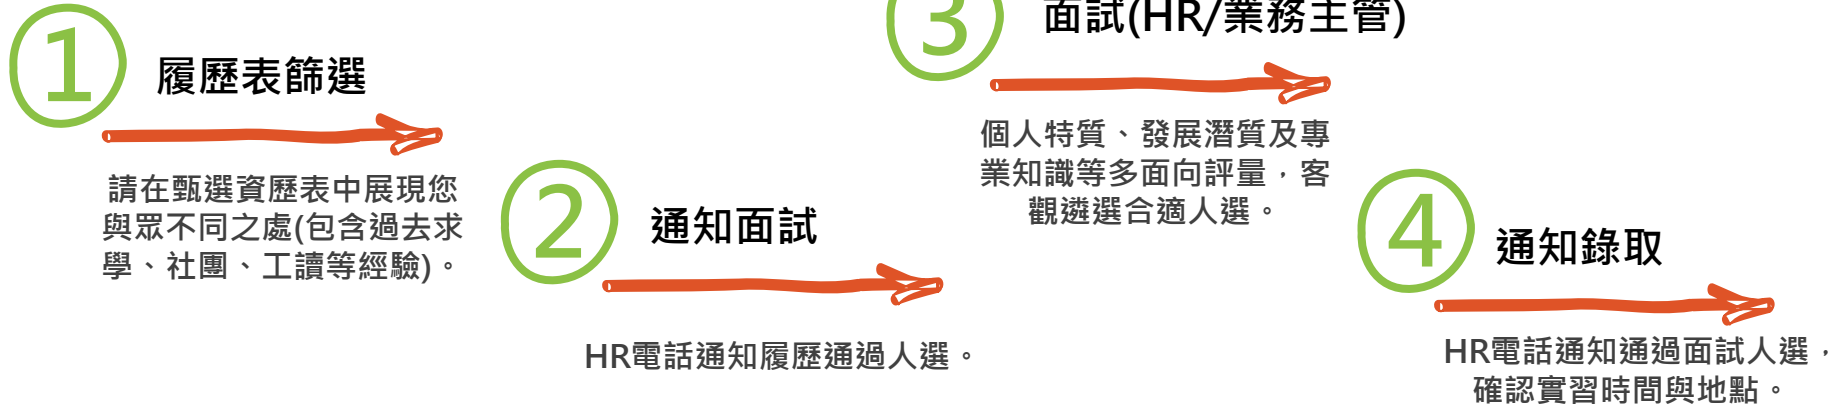 1
履歷表篩選
請在甄選資歷表中展現您
與眾不同之處(包含過去求
學、社團、工讀等經驗)。
2
通知面試
HR電話通知履歷通過人選。
3
面試(HR/業務主管)
個人特質、發展潛質及專
業知識等多面向評量，客
觀遴選合適人選。
4
通知錄取
HR電話通知通過面試人選，
確認實習時間與地點。